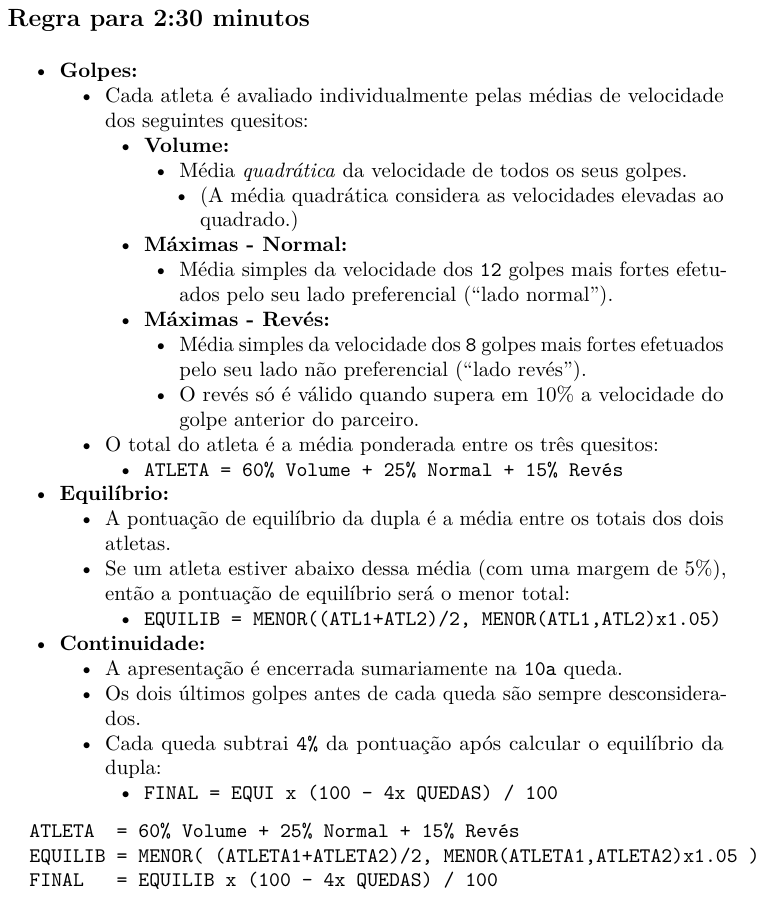 Regra para 2:30 minutos
• Golpes:
• Cada atleta é avaliado individualmente pelas médias de velocidade
dos seguintes quesitos:
• Volume:
• Média quadrática da velocidade de todos os seus golpes.
• (A média quadrática considera as velocidades elevadas ao
quadrado.)
• Máximas - Normal:
• Média simples da velocidade dos 12 golpes mais fortes efetu-
ados pelo seu lado preferencial (“lado normal”).
• Máximas - Revés:
• Média simples da velocidade dos 8 golpes mais fortes efetuados
pelo seu lado não preferencial (“lado revés”).
• O revés só é válido quando supera em 10% a velocidade do
golpe anterior do parceiro.
• O total do atleta é a média ponderada entre os três quesitos:
• ATLETA = 60% Volume + 25% Normal + 15% Revés
• Equilíbrio:
• A pontuação de equilíbrio da dupla é a média entre os totais dos dois
atletas.
• Se um atleta estiver abaixo dessa média (com uma margem de 5%),
então a pontuação de equilíbrio será o menor total:
• EQUILIB = MENOR((ATL1+ATL2)/2, MENOR(ATL1,ATL2)x1.05)
• Continuidade:
• A apresentação é encerrada sumariamente na 10a queda.
• Os dois últimos golpes antes de cada queda são sempre desconsidera-
dos.
• Cada queda subtrai 4% da pontuação após calcular o equilíbrio da
dupla:
• FINAL = EQUI x (100 - 4x QUEDAS) / 100
ATLETA = 60% Volume + 25% Normal + 15% Revés
EQUILIB = MENOR( (ATLETA1+ATLETA2)/2, MENOR(ATLETA1,ATLETA2)x1.05 )
FINAL = EQUILIB x (100 - 4x QUEDAS) / 100